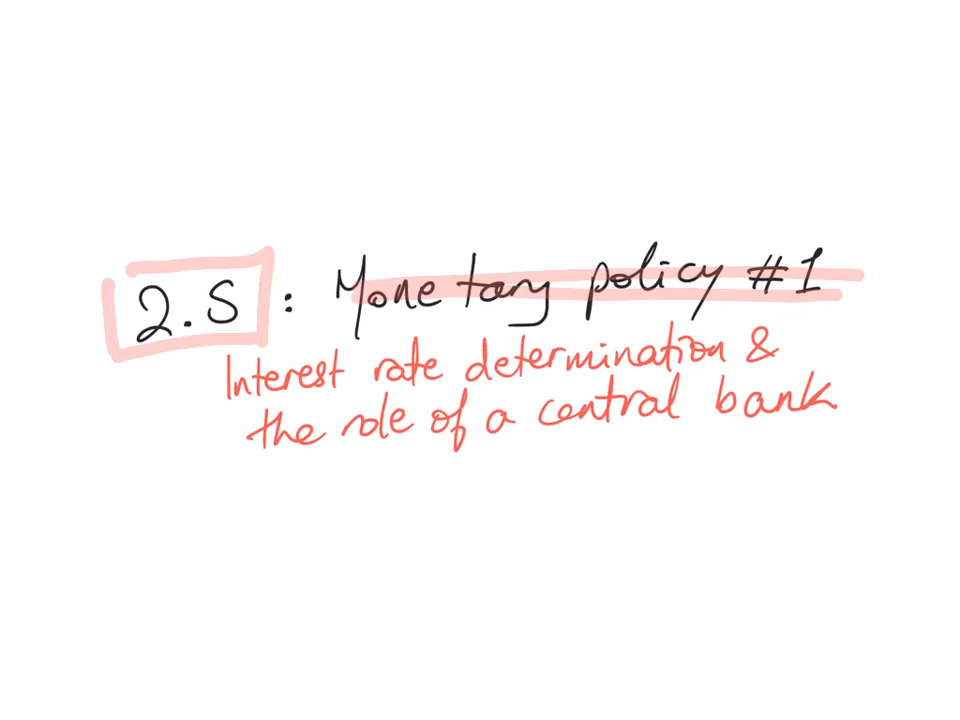 2.5 : Monetary policy #1
Interest rate determination &
the role of a central bank